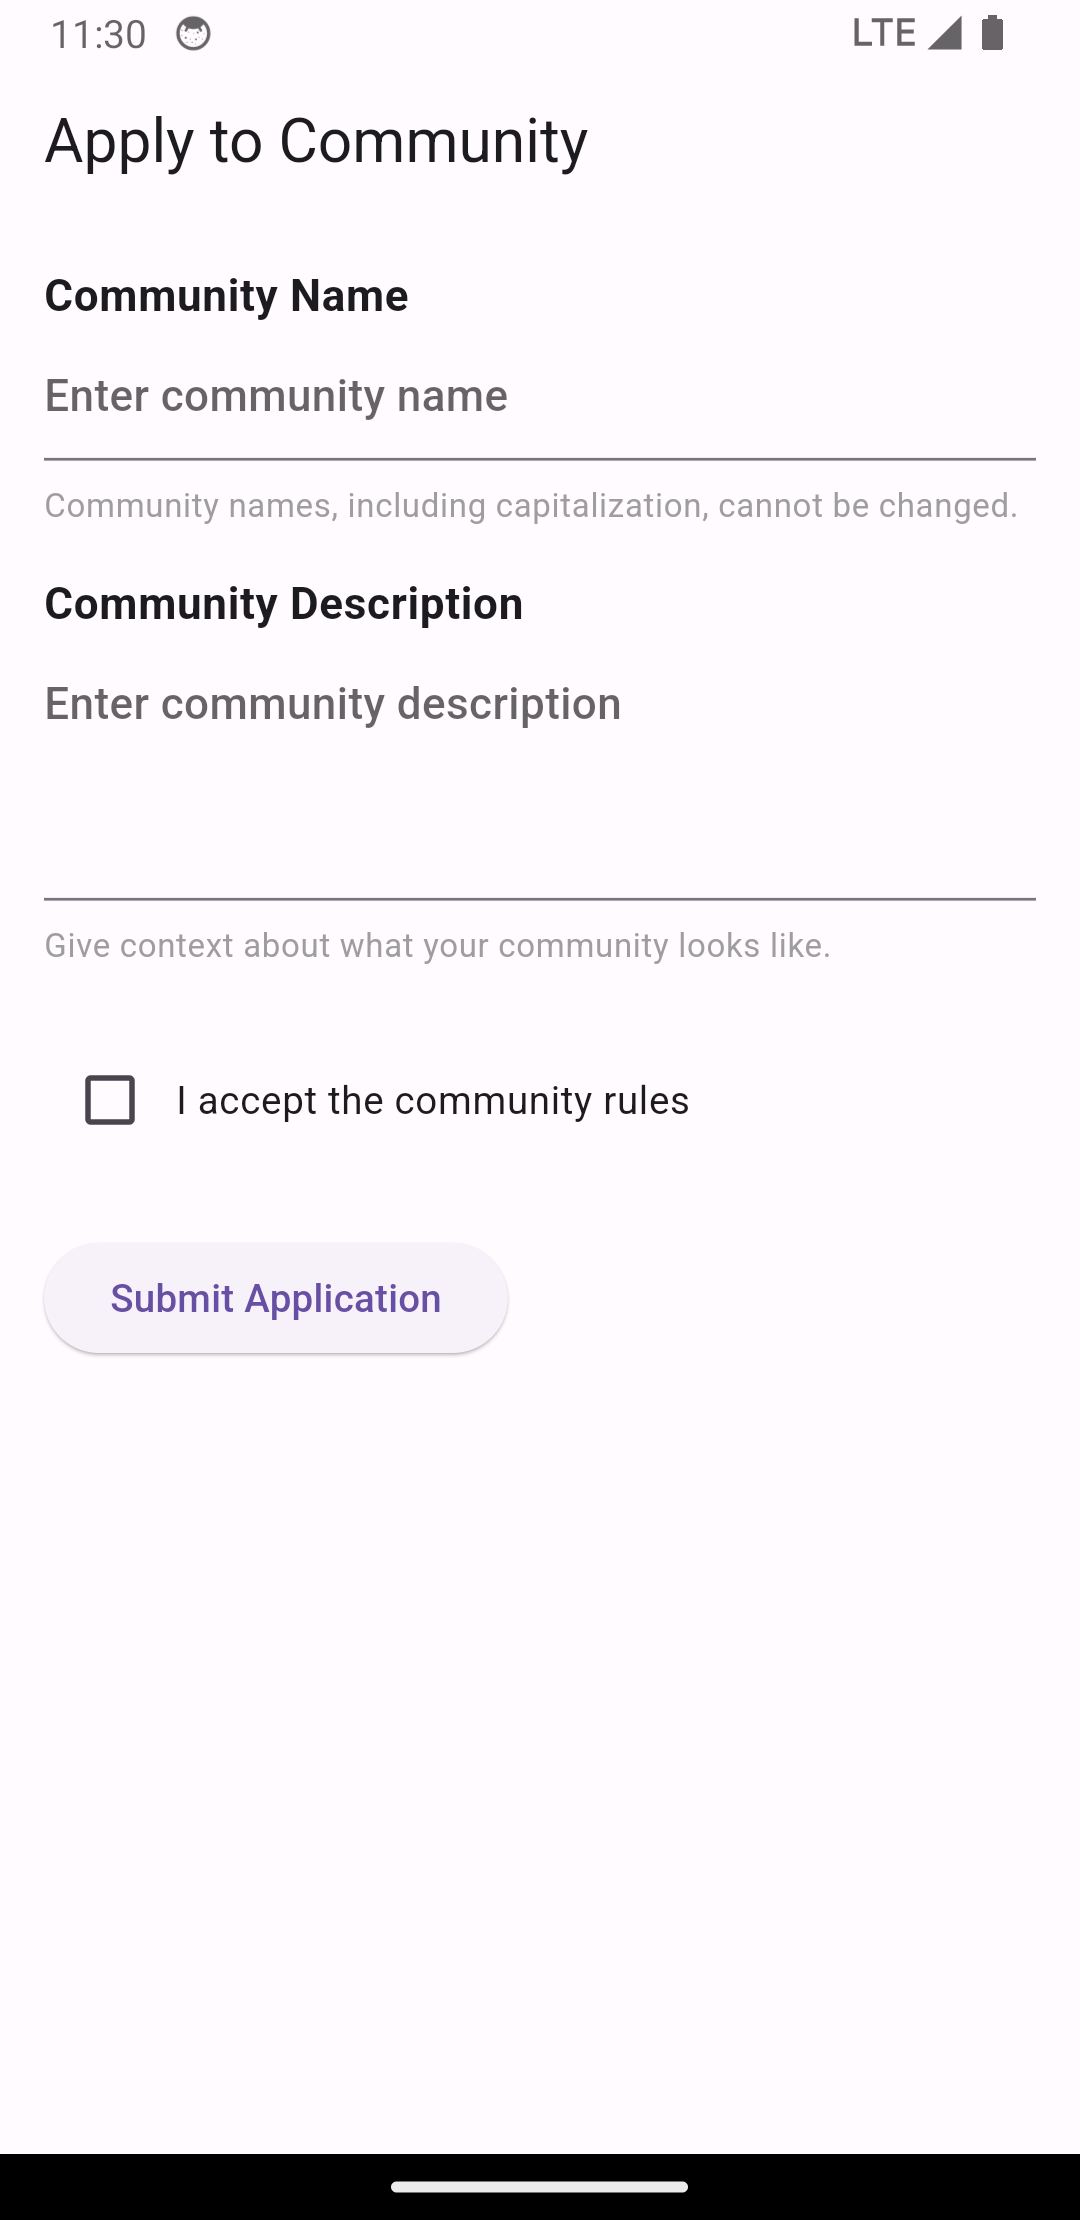 11:30 LTE
Apply to Community
Community Name
Enter community name
Community names, including capitalization, cannot be changed.
Community Description
Enter community description
Give context about what your community looks like.
I accept the community rules
Submit Application